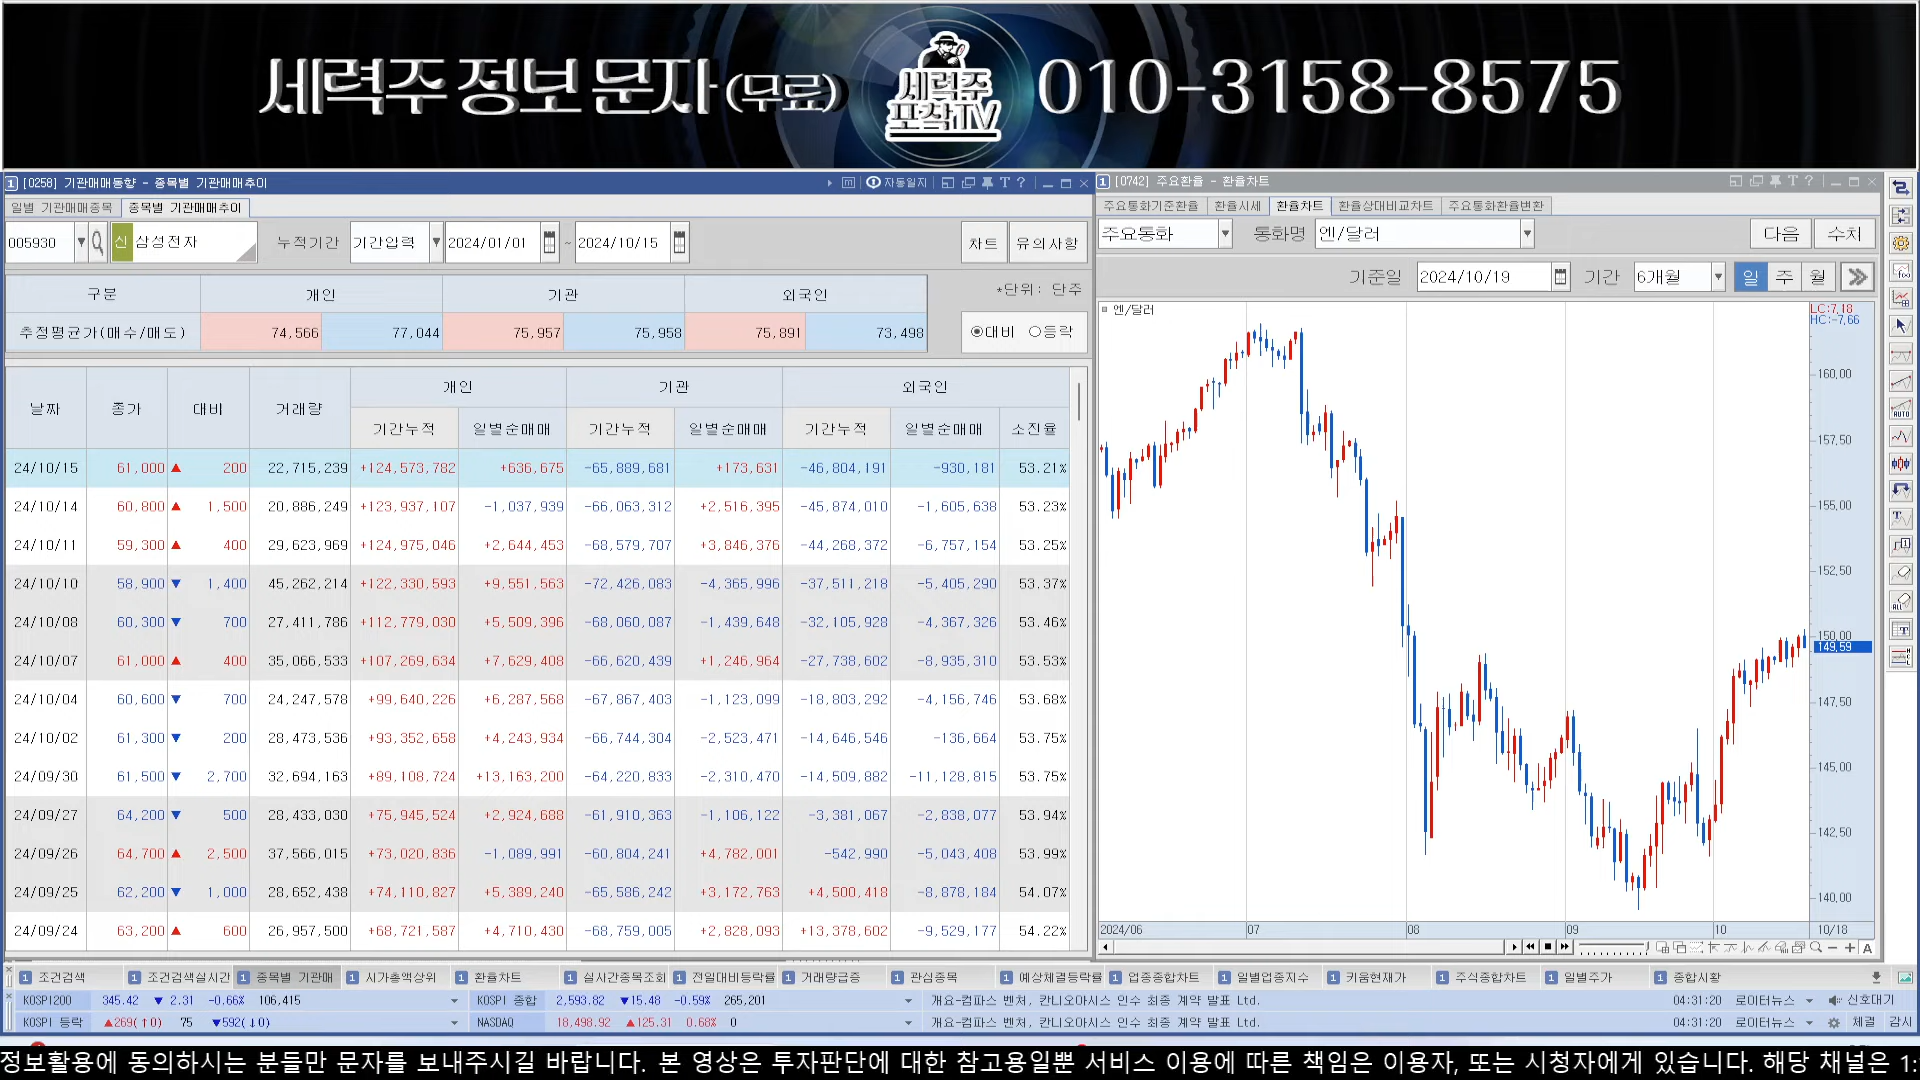 세력주 정보 문자 (무료) 세력주 포착TV 010-3158-8575
1 [0258] 기관매매동향 - 종목별 기관매매추이 자동일지
일별 기관매매종목 종목별 기관매매추이
005930 신 삼성전자 누적기간 기간입력 2024/01/01 ~ 2024/10/15 차트 유의사항
구분 개인 기관 외국인 *단위: 단주
추정평균가(매수/매도) 74,566 77,044 75,957 75,958 75,891 73,498 대비 등락
날짜 종가 대비 거래량 개인 기관 외국인
기간누적 일별순매매 기간누적 일별순매매 기간누적 일별순매매 소진율
24/10/15 61,000 ▲ 200 22,715,239 +124,573,782 +636,675 -65,889,681 +173,631 -46,804,191 -930,181 53.21%
24/10/14 60,800 ▲ 1,500 20,886,249 +123,937,107 -1,037,939 -66,063,312 +2,516,395 -45,874,010 -1,605,638 53.23%
24/10/11 59,300 ▲ 400 29,623,969 +124,975,046 +2,644,453 -68,579,707 +3,846,376 -44,268,372 -6,757,154 53.25%
24/10/10 58,900 ▼ 1,400 45,262,214 +122,330,593 +9,551,563 -72,426,083 -4,365,996 -37,511,218 -5,405,290 53.37%
24/10/08 60,300 ▼ 700 27,411,786 +112,779,030 +5,509,396 -68,060,087 -1,439,648 -32,105,928 -4,367,326 53.46%
24/10/07 61,000 ▲ 400 35,066,533 +107,269,634 +7,629,408 -66,620,439 +1,246,964 -27,738,602 -8,935,310 53.53%
24/10/04 60,600 ▼ 700 24,247,578 +99,640,226 +6,287,568 -67,867,403 -1,123,099 -18,803,292 -4,156,746 53.68%
24/10/02 61,300 ▼ 200 28,473,536 +93,352,658 +4,243,934 -66,744,304 -2,523,471 -14,646,546 -136,664 53.75%
24/09/30 61,500 ▼ 2,700 32,694,163 +89,108,724 +13,163,200 -64,220,833 -2,310,470 -14,509,882 -11,128,815 53.75%
24/09/27 64,200 ▼ 500 28,433,030 +75,945,524 +2,924,688 -61,910,363 -1,106,122 -3,381,067 -2,838,077 53.94%
24/09/26 64,700 ▲ 2,500 37,566,015 +73,020,836 -1,089,991 -60,804,241 +4,782,001 -542,990 -5,043,408 53.99%
24/09/25 62,200 ▼ 1,000 28,652,438 +74,110,827 +5,389,240 -65,586,242 +3,172,763 +4,500,418 -8,878,184 54.07%
24/09/24 63,200 ▲ 600 26,957,500 +68,721,587 +4,710,430 -68,759,005 +2,828,093 +13,378,602 -9,529,177 54.22%
1 [0742] 주요환율 - 환율차트
주요통화기준환율 환율시세 환율차트 환율상대비교차트 주요통화환율변환
주요통화 통화명 엔/달러 다음 수치
기준일 2024/10/19 기간 6개월 일 주 월
엔/달러
LC:7,18
HC:-7,66
160,00
157,50
155,00
152,50
150,00
149,59
147,50
145,00
142,50
140,00
2024/06 07 08 09 10 10/18
1 조건검색 1 조건검색실시간 1 종목별 기관매 1 시가총액상위 1 환율차트 1 실시간종목조회 1 전일대비등락률 1 거래량급증 1 관심종목 1 예상체결등락률 1 업종종합차트 1 일별업종지수 1 키움현재가 1 주식종합차트 1 일별주가 1 종합시황
KOSPI200 345.42 ▼ 2.31 -0.66% 106,415 KOSPI 종합 2,593.82 ▼15.48 -0.59% 265,201 개요-컴파스 벤처, 칸니오아시스 인수 최종 계약 발표 Ltd. 04:31:20 로이터뉴스 신호대기
KOSPI 등락 ▲269(↑0) 75 ▼592(↓0) NASDAQ 18,498.92 ▲125.31 0.68% 0 개요-컴파스 벤처, 칸니오아시스 인수 최종 계약 발표 Ltd. 04:31:20 로이터뉴스 체결 감시
정보활용에 동의하시는 분들만 문자를 보내주시길 바랍니다. 본 영상은 투자판단에 대한 참고용일뿐 서비스 이용에 따른 책임은 이용자, 또는 시청자에게 있습니다. 해당 채널은 1: